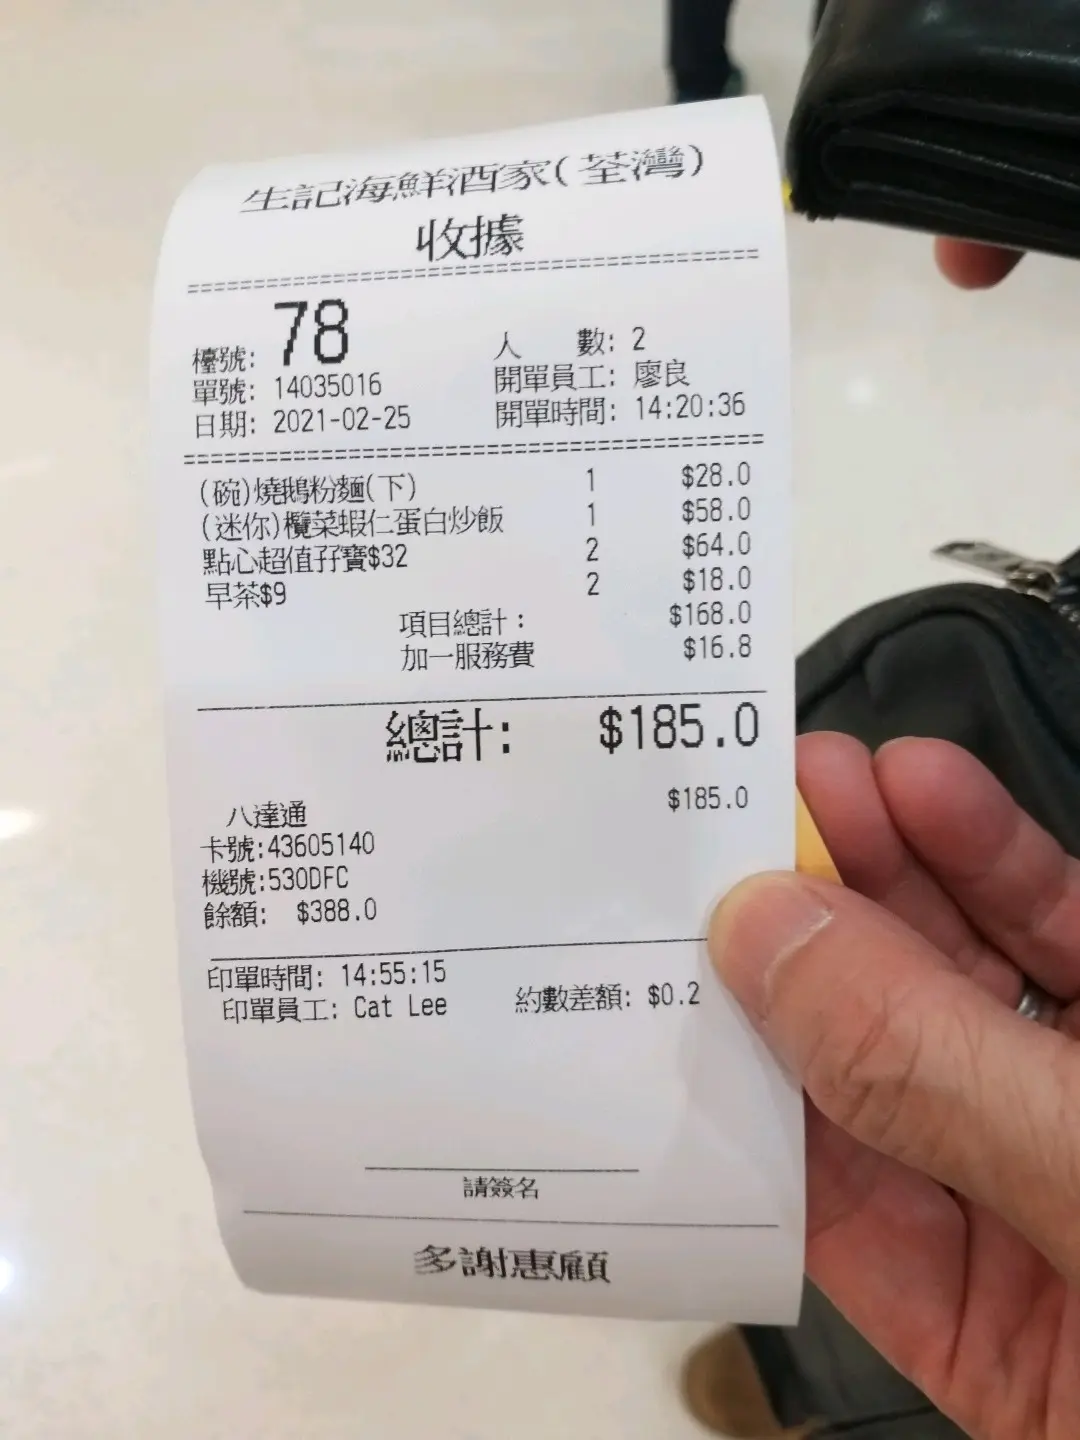 生記海鮮酒家(荃灣)
收據
檯號: 78 人 數: 2
單號: 14035016 開單員工: 廖良
日期: 2021-02-25 開單時間: 14:20:36
(碗)燒鵝粉麵(下) 1 $28.0
(迷你)欖菜蝦仁蛋白炒飯 1 $58.0
點心超值孖寶$32 2 $64.0
早茶$9 2 $18.0
項目總計: $168.0
加一服務費 $16.8
總計: $185.0
八達通 $185.0
卡號:43605140
機號:530DFC
餘額: $388.0
印單時間: 14:55:15
印單員工: Cat Lee 約數差額: $0.2
請簽名
多謝惠顧